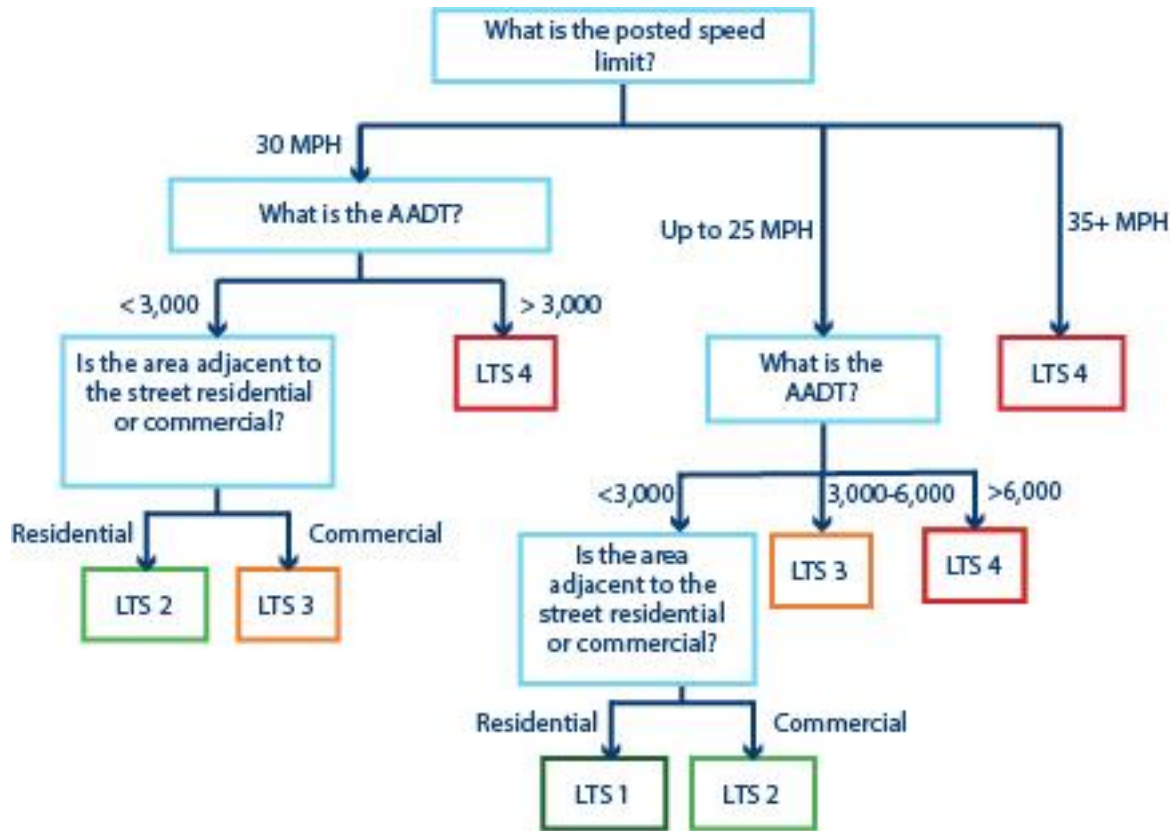 What is the posted speed
limit?
30 MPH
Up to 25 MPH
35+ MPH
What is the AADT?
< 3,000
> 3,000
Is the area adjacent to
the street residential
or commercial?
LTS 4
What is the
AADT?
LTS 4
Residential
Commercial
LTS 2
LTS 3
<3,000
3,000-6,000
>6,000
Is the area
adjacent to the
street residential
or commercial?
LTS 3
LTS 4
Residential
Commercial
LTS 1
LTS 2